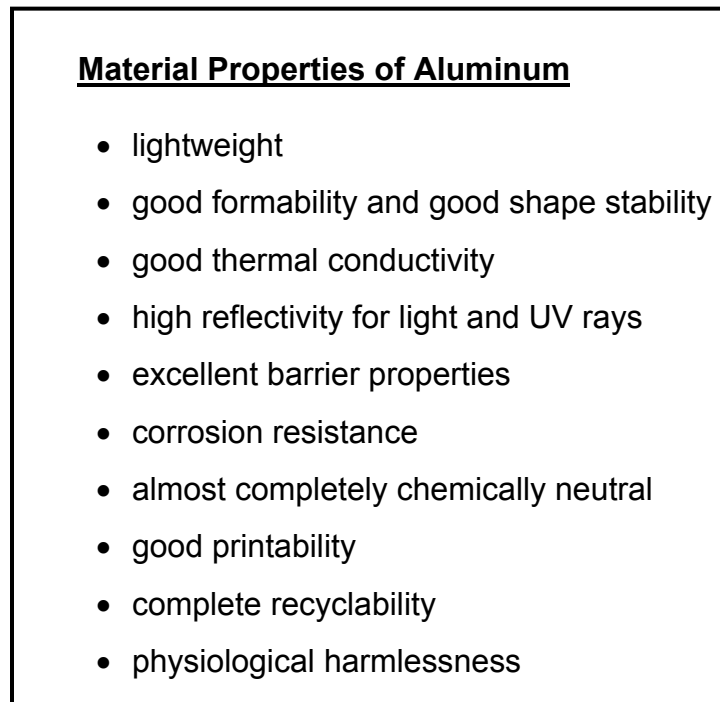 Material Properties of Aluminum
• lightweight
• good formability and good shape stability
• good thermal conductivity
• high reflectivity for light and UV rays
• excellent barrier properties
• corrosion resistance
• almost completely chemically neutral
• good printability
• complete recyclability
• physiological harmlessness